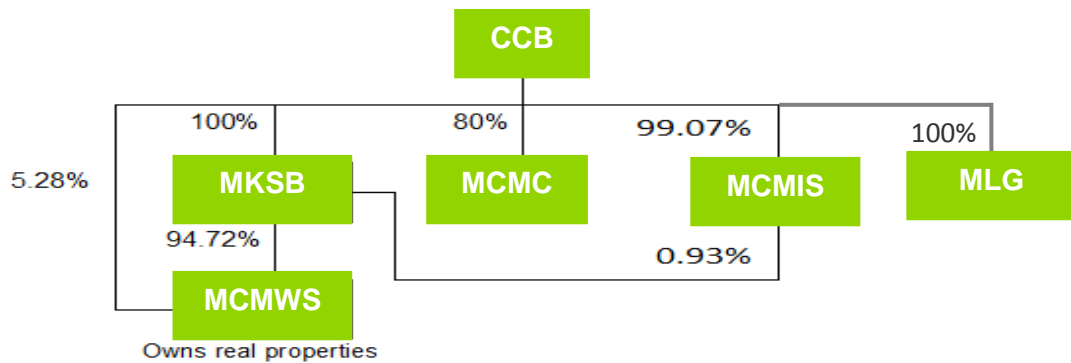 CCB
100%
80%
99.07%
100%
5.28%
MKSB
MCMC
MCMIS
MLG
94.72%
0.93%
MCMWS
Owns real properties